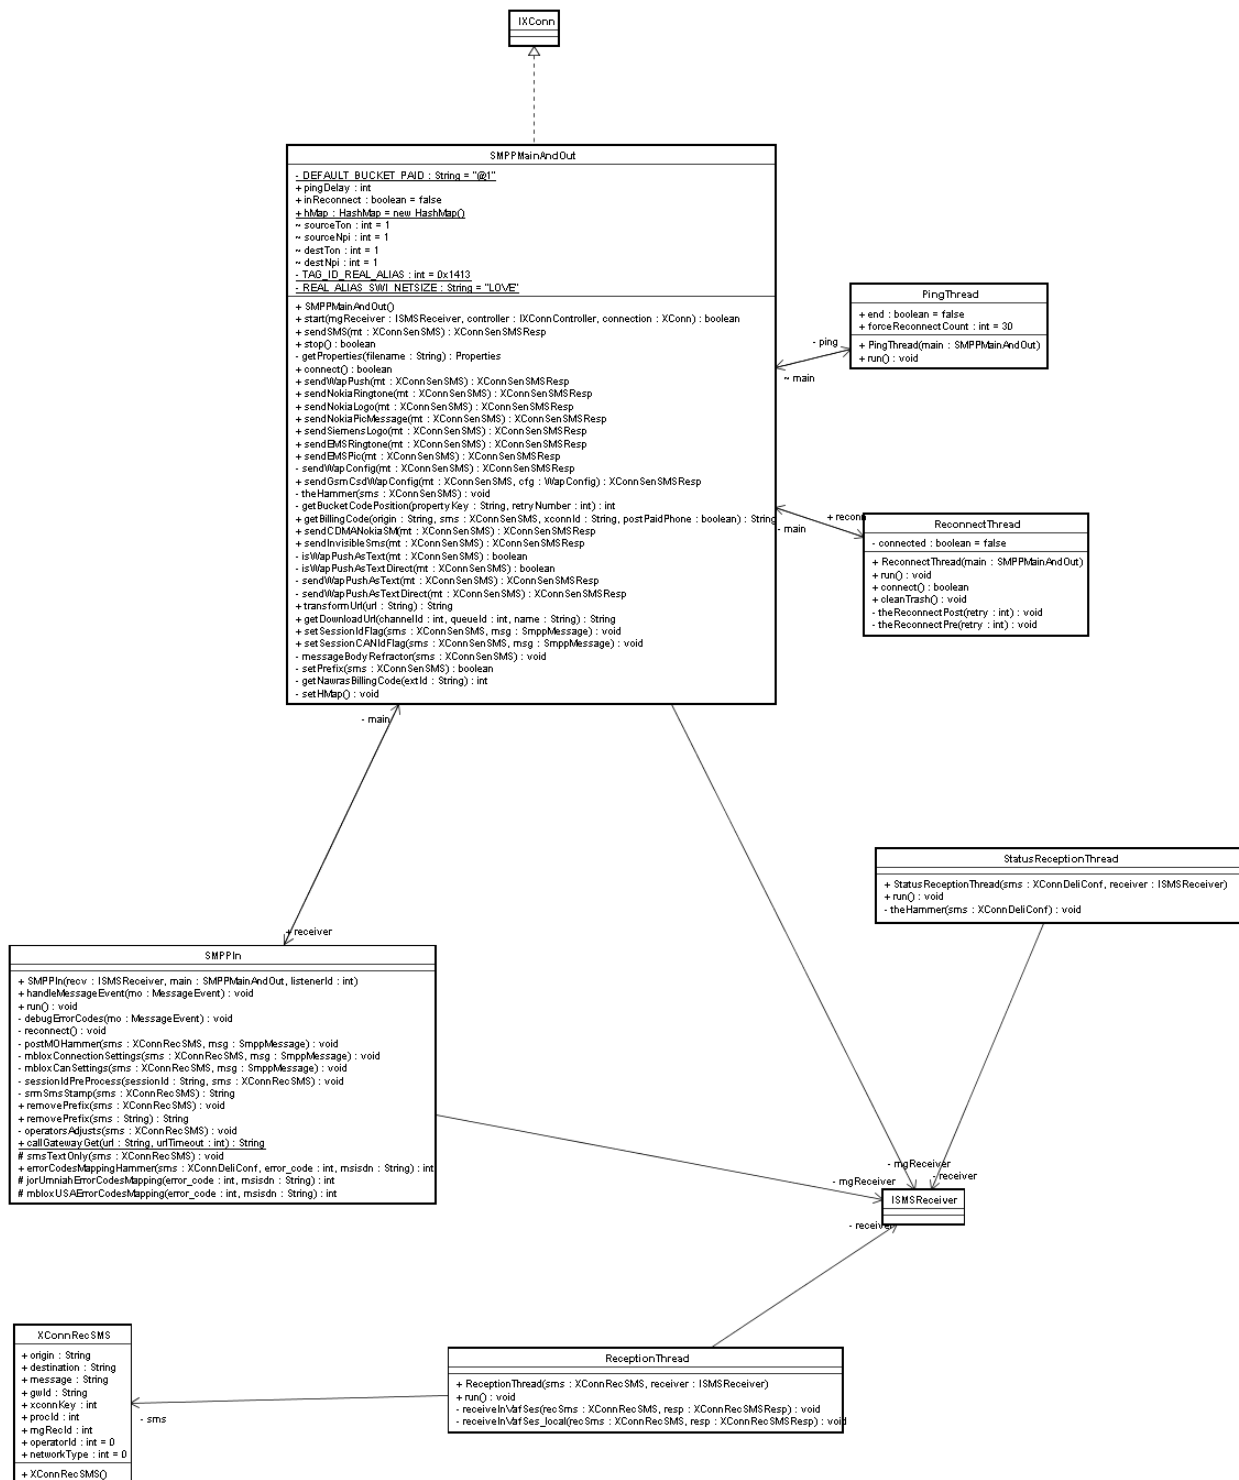 IXConn
SMPPMainAndOut
- DEFAULT_BUCKET_PAID : String = "@1"
+ pingDelay : int
+ inReconnect : boolean = false
+ hMap : HashMap = new HashMap()
~ sourceTon : int = 1
~ sourceNpi : int = 1
~ destTon : int = 1
~ destNpi : int = 1
- TAG_ID_REAL_ALIAS : int = 0x1413
- REAL_ALIAS_SWI_NETSIZE : String = "LOVE"
+ SMPPMainAndOut()
+ start(mgReceiver : ISMSReceiver, controller : IXConnController, connection : XConn) : boolean
+ sendSMS(mt : XConnSenSMS) : XConnSenSMSResp
+ stop() : boolean
- getProperties(filename : String) : Properties
+ connect() : boolean
+ sendWapPush(mt : XConnSenSMS) : XConnSenSMSResp
+ sendNokiaRingtone(mt : XConnSenSMS) : XConnSenSMSResp
+ sendNokiaLogo(mt : XConnSenSMS) : XConnSenSMSResp
+ sendNokiaPicMessage(mt : XConnSenSMS) : XConnSenSMSResp
+ sendSiemensLogo(mt : XConnSenSMS) : XConnSenSMSResp
+ sendEMSRingtone(mt : XConnSenSMS) : XConnSenSMSResp
+ sendEMSPic(mt : XConnSenSMS) : XConnSenSMSResp
- sendWapConfig(mt : XConnSenSMS) : XConnSenSMSResp
+ sendGsmCsdWapConfig(mt : XConnSenSMS, cfg : WapConfig) : XConnSenSMSResp
- theHammer(sms : XConnSenSMS) : void
- getBucketCodePosition(propertyKey : String, retryNumber : int) : int
+ getBillingCode(origin : String, sms : XConnSenSMS, xconnId : String, postPaidPhone : boolean) : String
+ sendCDMANokiaSM(mt : XConnSenSMS) : XConnSenSMSResp
+ sendInvisibleSms(mt : XConnSenSMS) : XConnSenSMSResp
- isWapPushAsText(mt : XConnSenSMS) : boolean
- isWapPushAsTextDirect(mt : XConnSenSMS) : boolean
- sendWapPushAsText(mt : XConnSenSMS) : XConnSenSMSResp
- sendWapPushAsTextDirect(mt : XConnSenSMS) : XConnSenSMSResp
+ transformUrl(url : String) : String
+ getDownloadUrl(channelId : int, queueId : int, name : String) : String
+ setSessionIdFlag(sms : XConnSenSMS, msg : SmppMessage) : void
+ setSessionCANIdFlag(sms : XConnSenSMS, msg : SmppMessage) : void
- messageBodyRefractor(sms : XConnSenSMS) : void
- setPrefix(sms : XConnSenSMS) : boolean
- getNawrasBillingCode(extId : String) : int
- setHMap() : void
PingThread
+ end : boolean = false
+ forceReconnectCount : int = 30
+ PingThread(main : SMPPMainAndOut)
+ run() : void
- ping
~ main
+ reconn
- main
ReconnectThread
- connected : boolean = false
+ ReconnectThread(main : SMPPMainAndOut)
+ run() : void
+ connect() : boolean
+ cleanTrash() : void
- theReconnectPost(retry : int) : void
- theReconnectPre(retry : int) : void
- main
+ receiver
StatusReceptionThread
+ StatusReceptionThread(sms : XConnDeliConf, receiver : ISMSReceiver)
+ run() : void
- theHammer(sms : XConnDeliConf) : void
SMPPIn
+ SMPPIn(recv : ISMSReceiver, main : SMPPMainAndOut, listenerId : int)
+ handleMessageEvent(mo : MessageEvent) : void
+ run() : void
- debugErrorCodes(mo : MessageEvent) : void
- reconnect() : void
- postMOHammer(sms : XConnRecSMS, msg : SmppMessage) : void
- mbloxConnectionSettings(sms : XConnRecSMS, msg : SmppMessage) : void
- mbloxCanSettings(sms : XConnRecSMS, msg : SmppMessage) : void
- sessionIdPreProcess(sessionId : String, sms : XConnRecSMS) : void
- srnSmsStamp(sms : XConnRecSMS) : String
+ removePrefix(sms : XConnRecSMS) : void
+ removePrefix(sms : String) : String
- operatorsAdjusts(sms : XConnRecSMS) : void
+ callGatewayGet(url : String, urlTimeout : int) : String
# smsTextOnly(sms : XConnRecSMS) : void
+ errorCodesMappingHammer(sms : XConnDeliConf, error_code : int, msisdn : String) : int
# jorUmniahErrorCodesMapping(error_code : int, msisdn : String) : int
# mbloxUSAErrorCodesMapping(error_code : int, msisdn : String) : int
- mgReceiver
- receiver
- mgReceiver
ISMSReceiver
- receiver
XConnRecSMS
+ origin : String
+ destination : String
+ message : String
+ gwId : String
+ xconnKey : int
+ procId : int
+ mgRecId : int
+ operatorId : int = 0
+ networkType : int = 0
+ XConnRecSMS()
- sms
ReceptionThread
+ ReceptionThread(sms : XConnRecSMS, receiver : ISMSReceiver)
+ run() : void
- receiveInVafSes(recSms : XConnRecSMS, resp : XConnRecSMSResp) : void
- receiveInVafSes_local(recSms : XConnRecSMS, resp : XConnRecSMSResp) : void